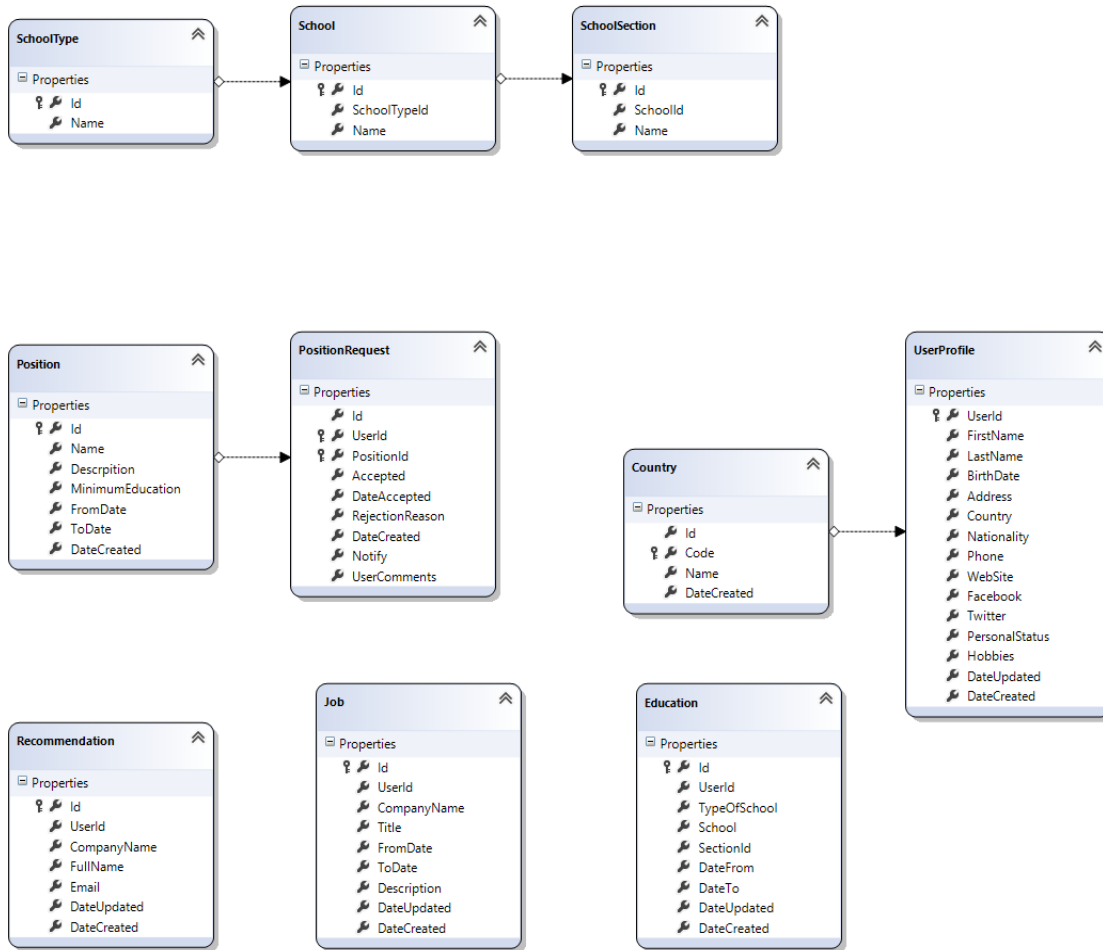 SchoolType
Properties
Id
Name
School
Properties
Id
SchoolTypeId
Name
SchoolSection
Properties
Id
SchoolId
Name
Position
Properties
Id
Name
Descrpition
MinimumEducation
FromDate
ToDate
DateCreated
PositionRequest
Properties
Id
UserId
PositionId
Accepted
DateAccepted
RejectionReason
DateCreated
Notify
UserComments
Country
Properties
Id
Code
Name
DateCreated
UserProfile
Properties
UserId
FirstName
LastName
BirthDate
Address
Country
Nationality
Phone
WebSite
Facebook
Twitter
PersonalStatus
Hobbies
DateUpdated
DateCreated
Recommendation
Properties
Id
UserId
CompanyName
FullName
Email
DateUpdated
DateCreated
Job
Properties
Id
UserId
CompanyName
Title
FromDate
ToDate
Description
DateUpdated
DateCreated
Education
Properties
Id
UserId
TypeOfSchool
School
SectionId
DateFrom
DateTo
DateUpdated
DateCreated